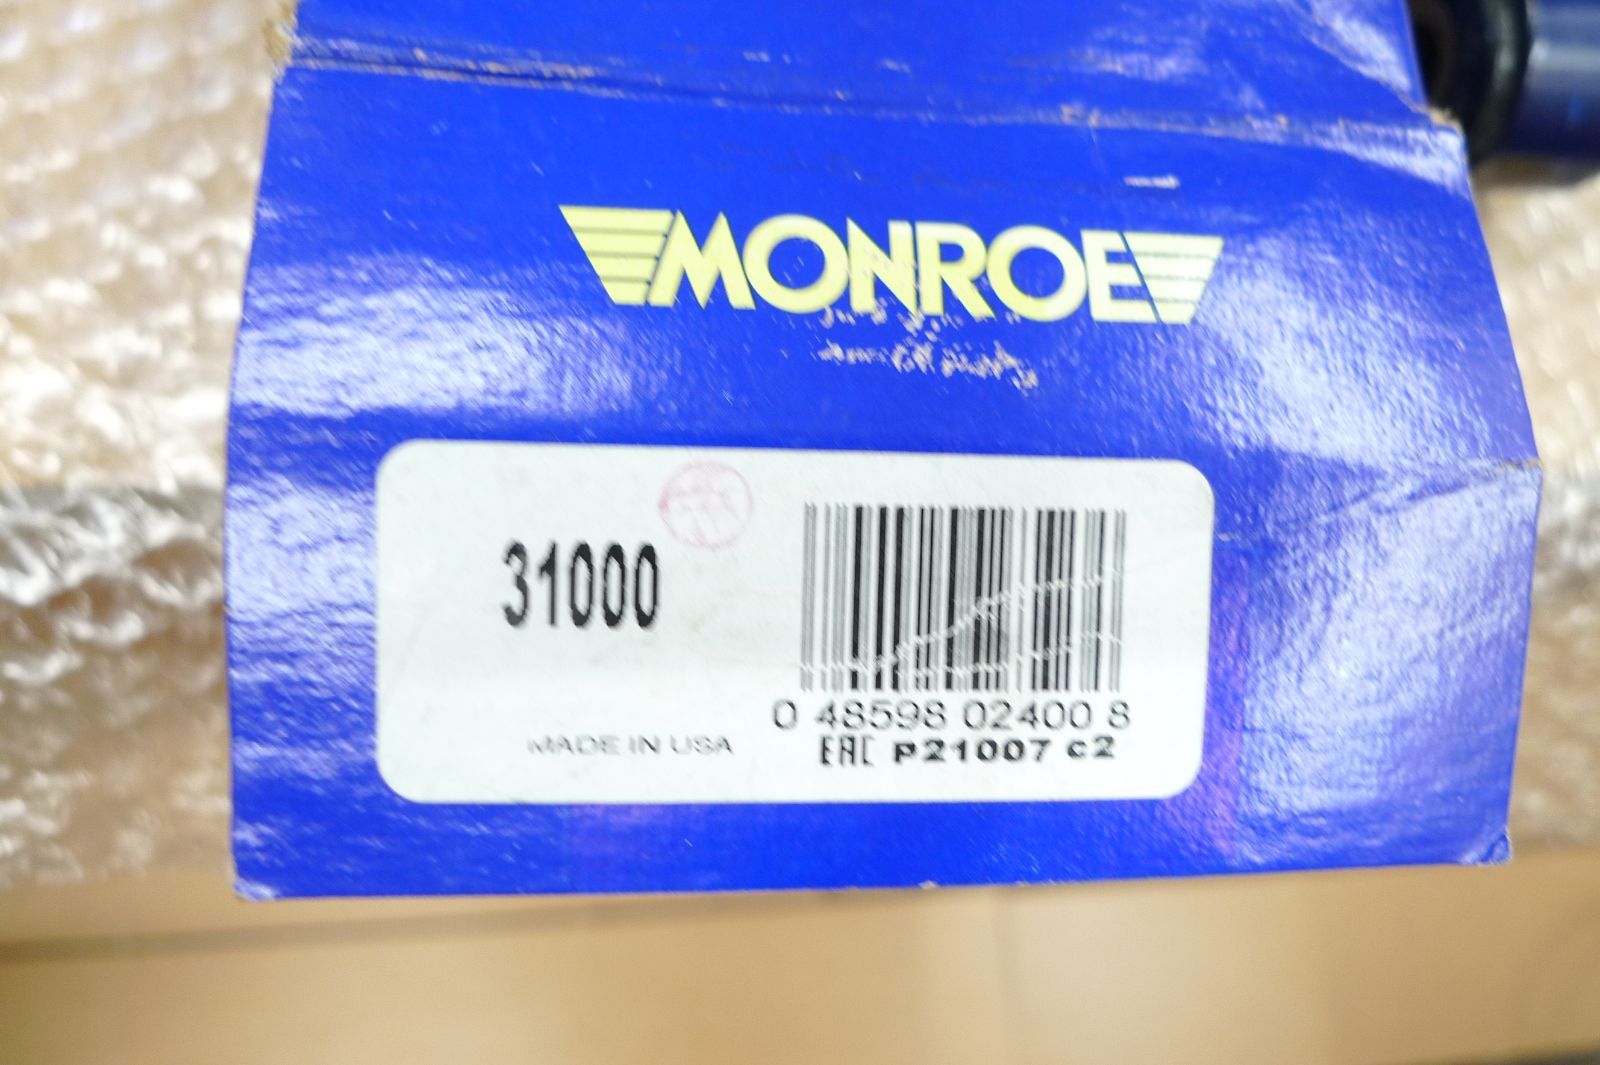 MONROE
31000
0 48598 02400 8
MADE IN USA
EAC P21007 C2